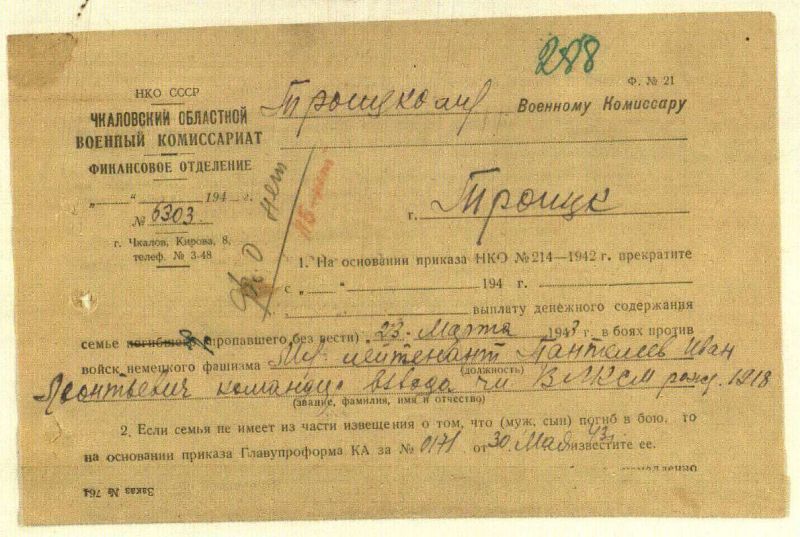 288
Ф. № 21
НКО СССР
ЧКАЛОВСКИЙ ОБЛАСТНОЙ
ВОЕННЫЙ КОМИССАРИАТ
ФИНАНСОВОЕ ОТДЕЛЕНИЕ
„ “ 194 г.
№ 6303
г. Чкалов, Кирова, 8,
телеф. № 3-48
Троицкому Военному Комиссару
г. Троицк
нет
1. На основании приказа НКО № 214—1942 г. прекратите
с „ “ 194 г.
выплату денежного содержания
семье погибшего (пропавшего без вести) 23 Марта 1943 г. в боях против
войск немецкого фашизма Мл. лейтенант Пантелеев Иван
(должность)
Леонтьевич командир взвода чл ВЛКСМ рожд. 1918
(звание, фамилия, имя и отчество)
2. Если семья не имеет из части извещения о том, что (муж, сын) погиб в бою, то
на основании приказа Главупроформа КА за № 0171 от 30 Мая 43 известите ее.
Заказ № 764